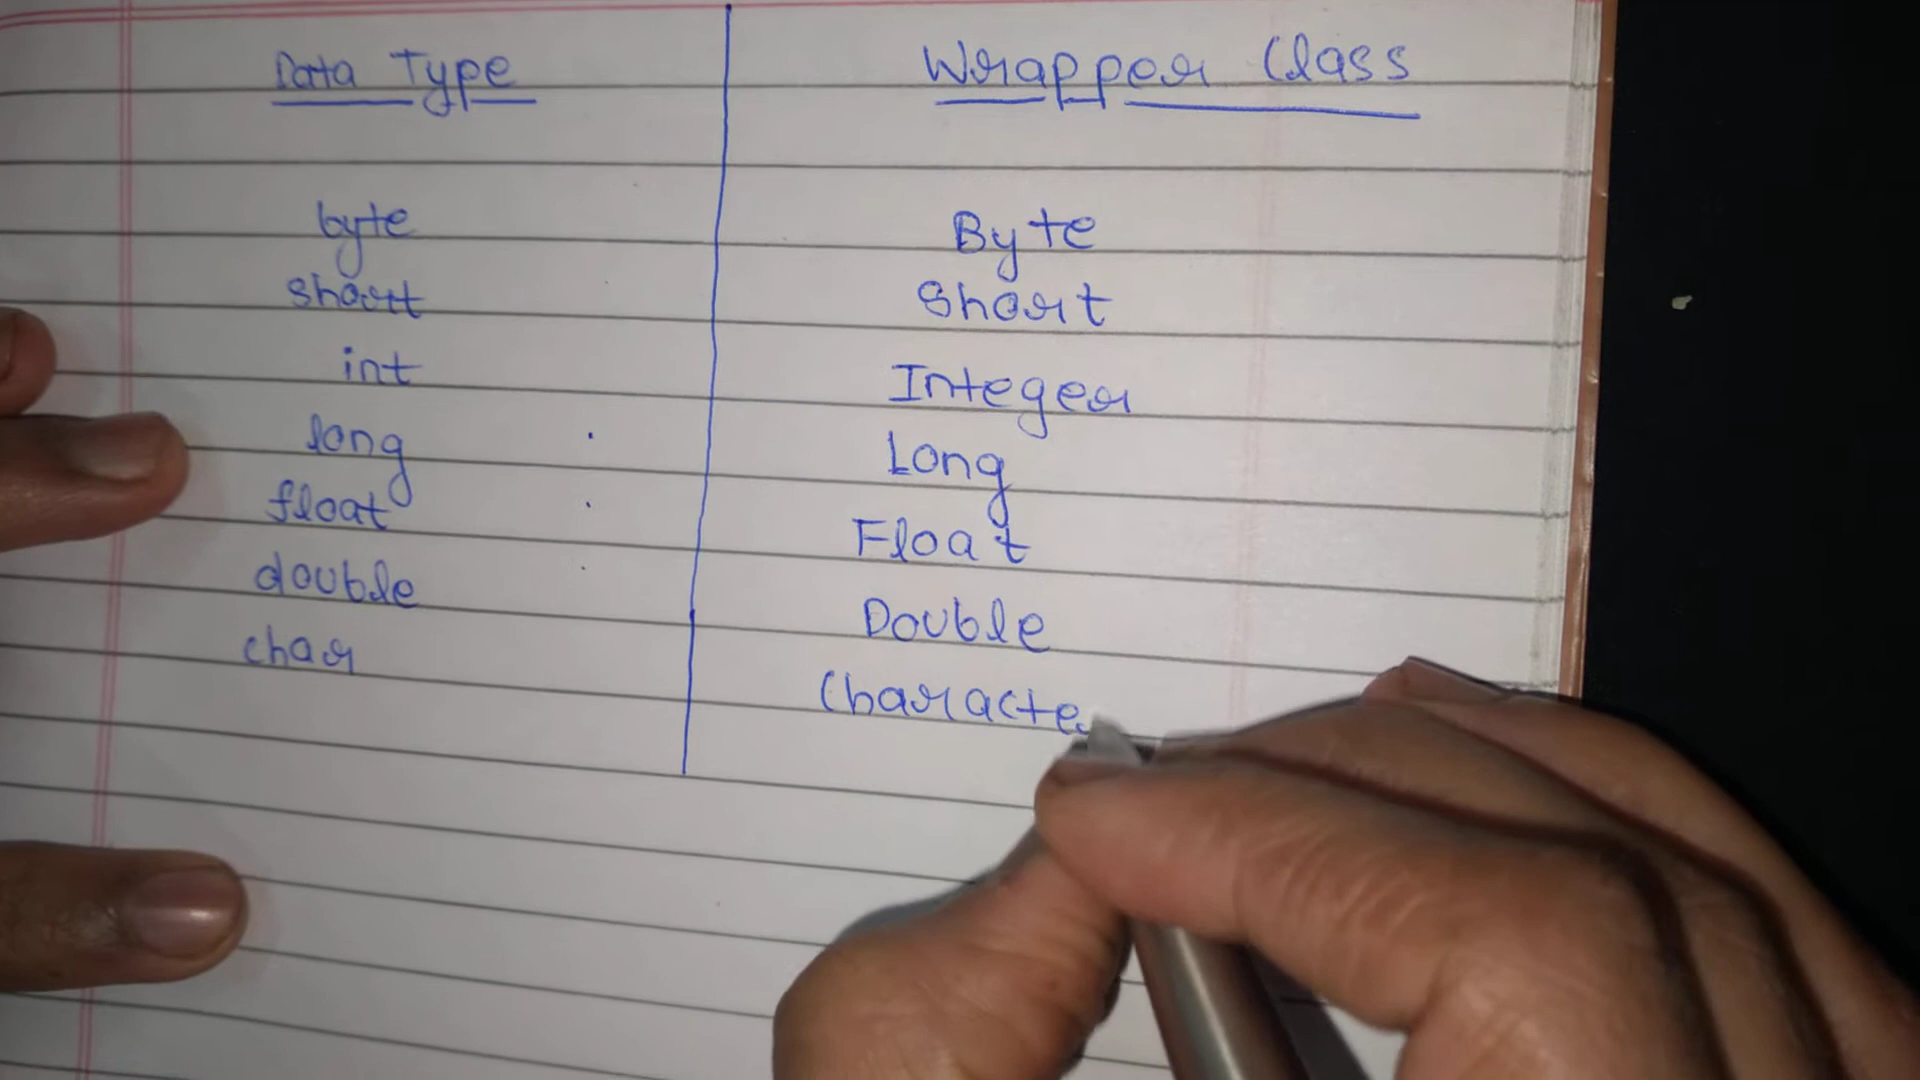 Data Type Wrapper Class
byte Byte
short Short
int Integer
long Long
float Float
double Double
char Characte